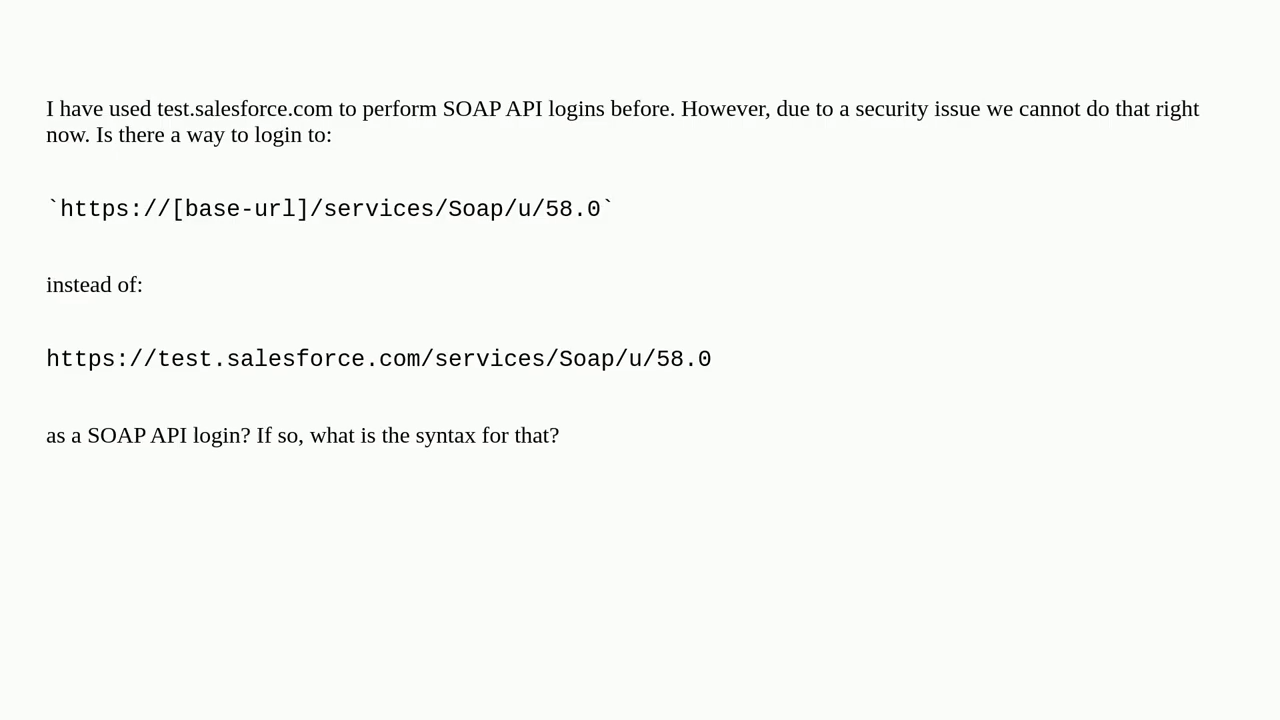 I have used test.salesforce.com to perform SOAP API logins before. However, due to a security issue we cannot do that right
now. Is there a way to login to:
`https://[base-url]/services/Soap/u/58.0`
instead of:
https://test.salesforce.com/services/Soap/u/58.0
as a SOAP API login? If so, what is the syntax for that?